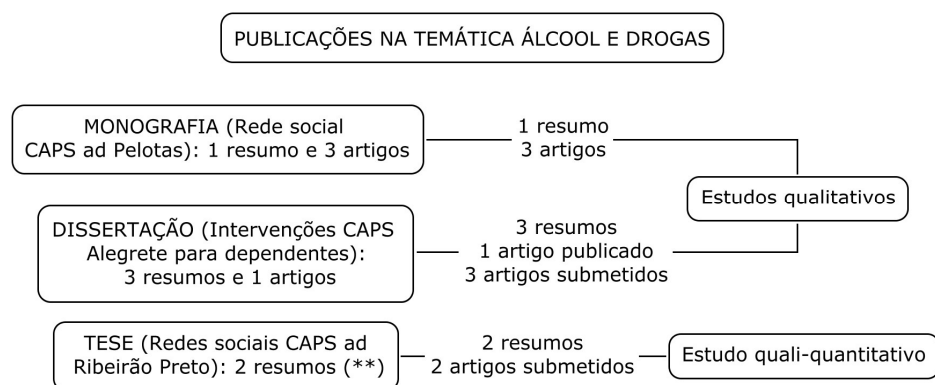 PUBLICAÇÕES NA TEMÁTICA ÁLCOOL E DROGAS
MONOGRAFIA (Rede social
CAPS ad Pelotas): 1 resumo e 3 artigos
1 resumo
3 artigos
Estudos qualitativos
DISSERTAÇÃO (Intervenções CAPS
Alegrete para dependentes):
3 resumos e 1 artigos
3 resumos
1 artigo publicado
3 artigos submetidos
TESE (Redes sociais CAPS ad
Ribeirão Preto): 2 resumos (**)
2 resumos
2 artigos submetidos
Estudo quali-quantitativo